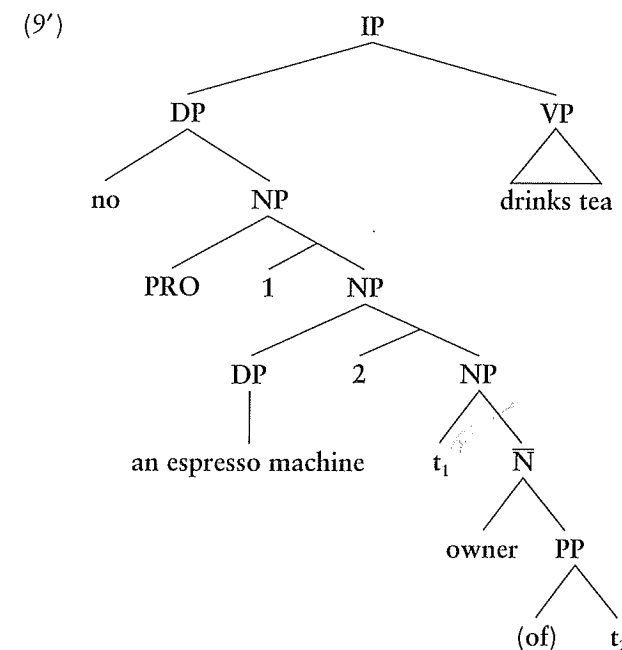 (9′) IP
DP VP
no NP drinks tea
PRO 1 NP
DP 2 NP
an espresso machine t₁ N̅
owner PP
(of) t₂